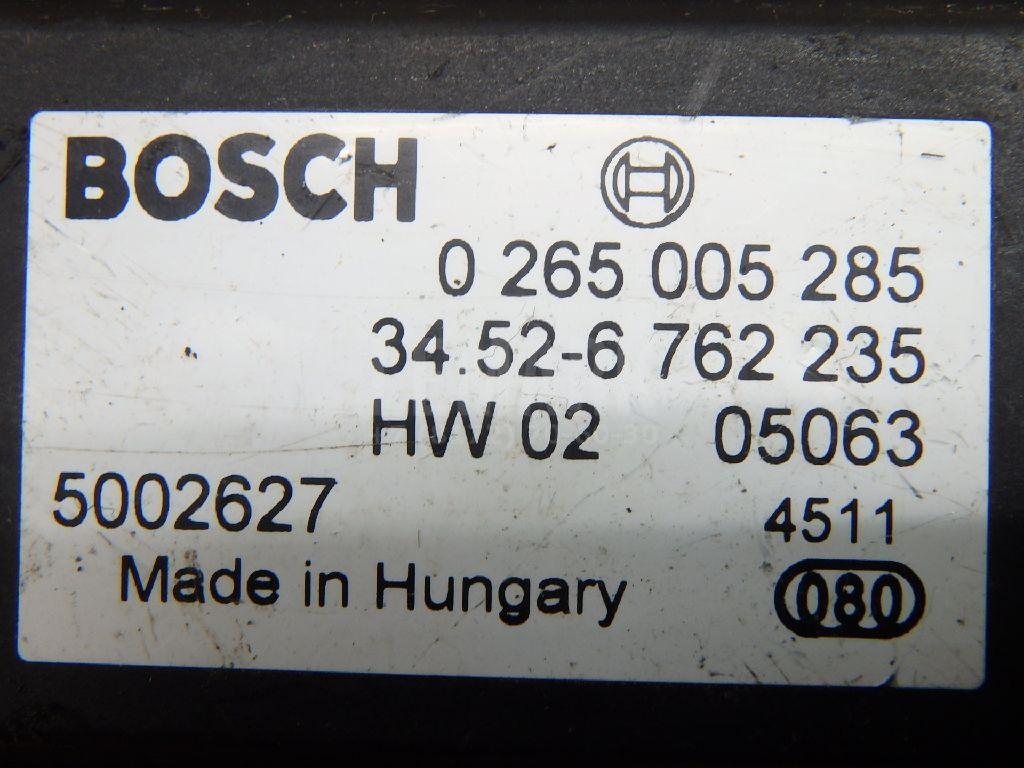 BOSCH
0 265 005 285
34.52-6 762 235
HW 02 05063
5002627 4511
Made in Hungary 080